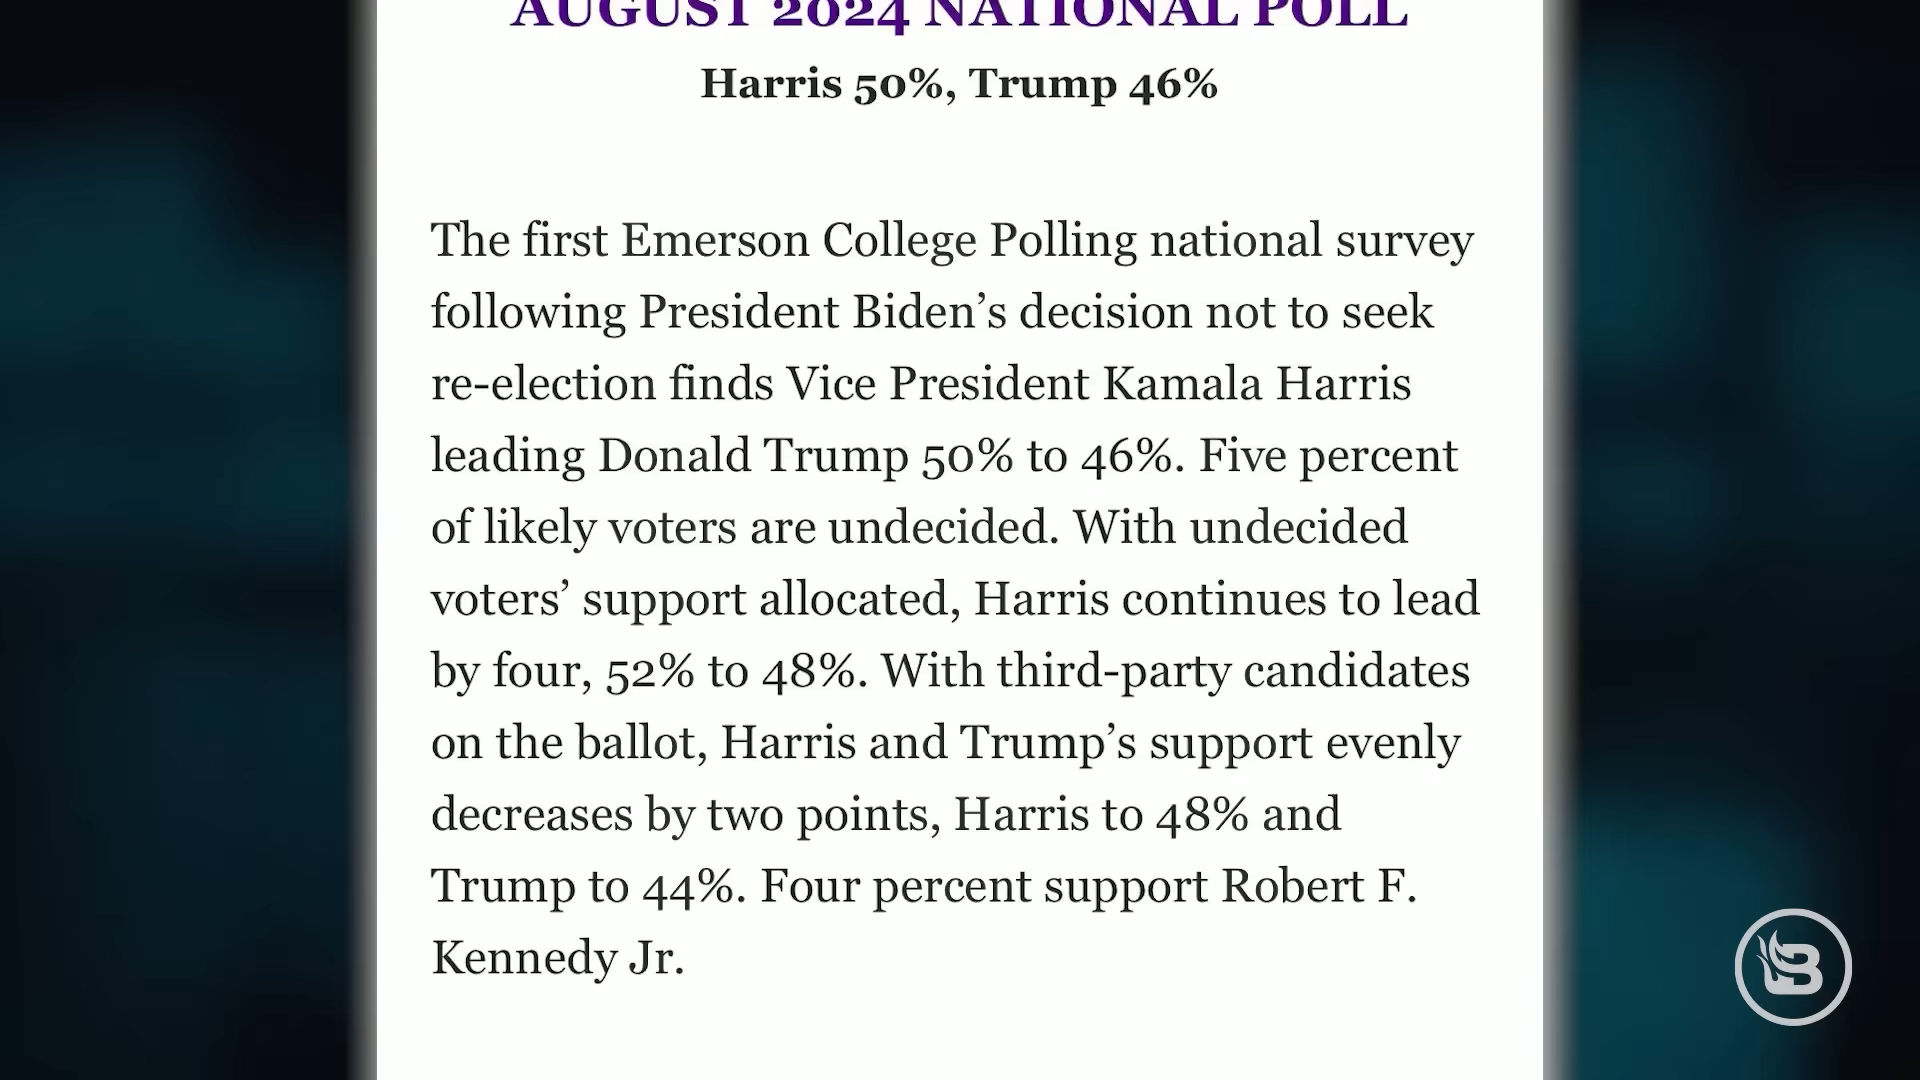 AUGUST 2024 NATIONAL POLL
Harris 50%, Trump 46%
The first Emerson College Polling national survey
following President Biden’s decision not to seek
re-election finds Vice President Kamala Harris
leading Donald Trump 50% to 46%. Five percent
of likely voters are undecided. With undecided
voters’ support allocated, Harris continues to lead
by four, 52% to 48%. With third-party candidates
on the ballot, Harris and Trump’s support evenly
decreases by two points, Harris to 48% and
Trump to 44%. Four percent support Robert F.
Kennedy Jr.
B